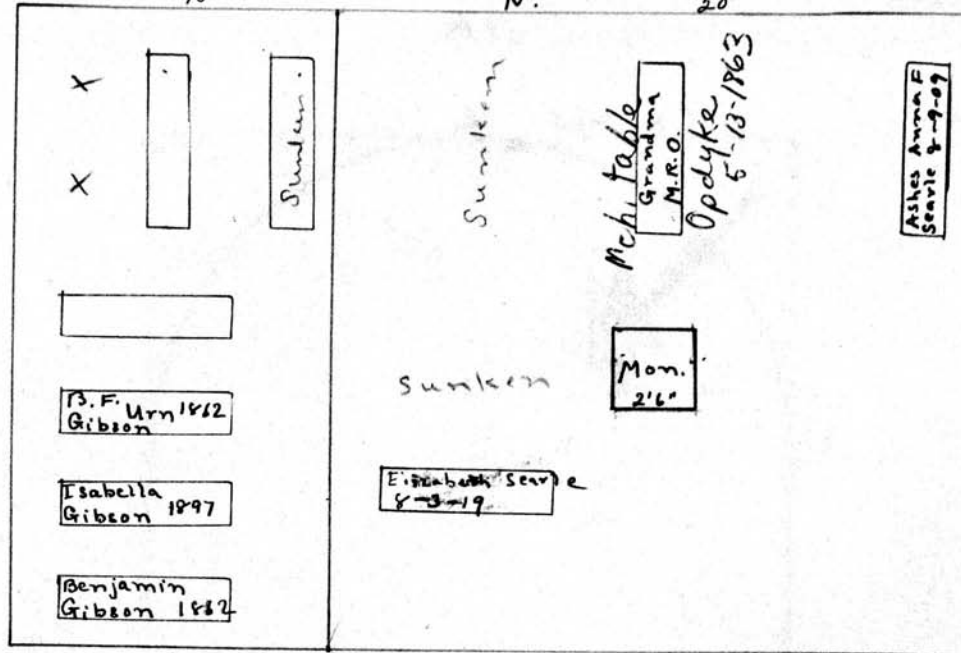 N.
20
X
X
Sunken.
Sunken
Mehitable
Grandma
M.R.O.
Opdyke
5-13-1863
Ashes Anna F
Searle 8-9-09
B.F. Urn 1862
Gibson
Sunken
Mon.
2'6"
Isabella
Gibson 1897
Elizabeth Searle
8-3-19
Benjamin
Gibson 1882